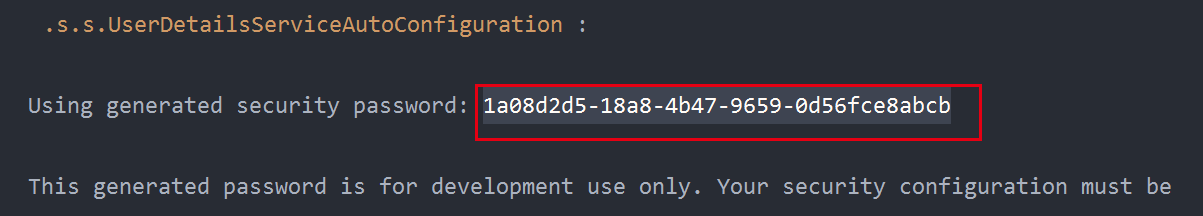 .s.s.UserDetailsServiceAutoConfiguration :
Using generated security password: 1a08d2d5-18a8-4b47-9659-0d56fce8abcb
This generated password is for development use only. Your security configuration must be